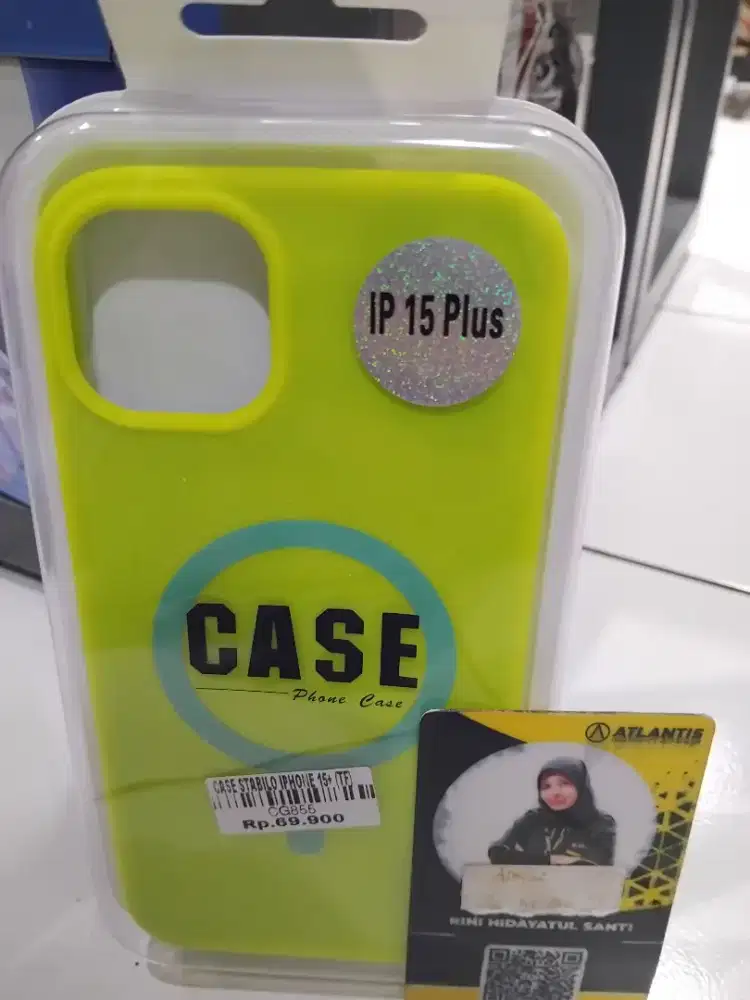 IP 15 Plus
CASE
Phone Case
CASE STABILO IPHONE 15+ (TF)
CG855
Rp.69.900
ATLANTIS
RINI HIDAYATUL SANTI